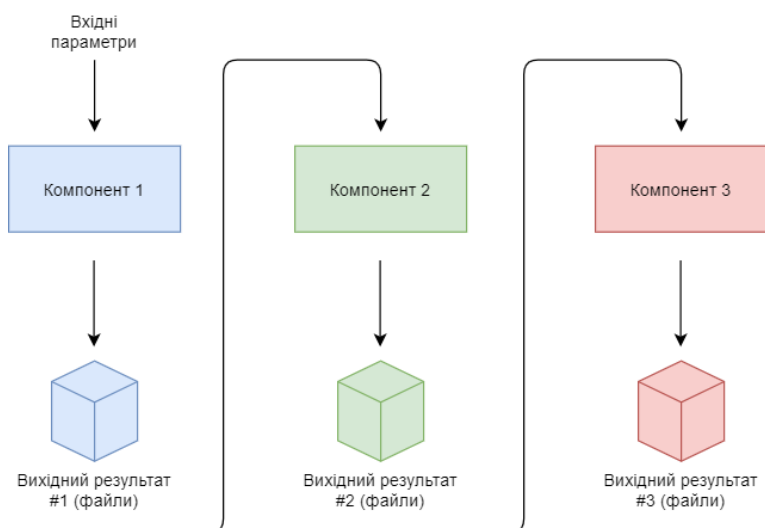 Вхідні
параметри
Компонент 1
Компонент 2
Компонент 3
Вихідний результат
#1 (файли)
Вихідний результат
#2 (файли)
Вихідний результат
#3 (файли)